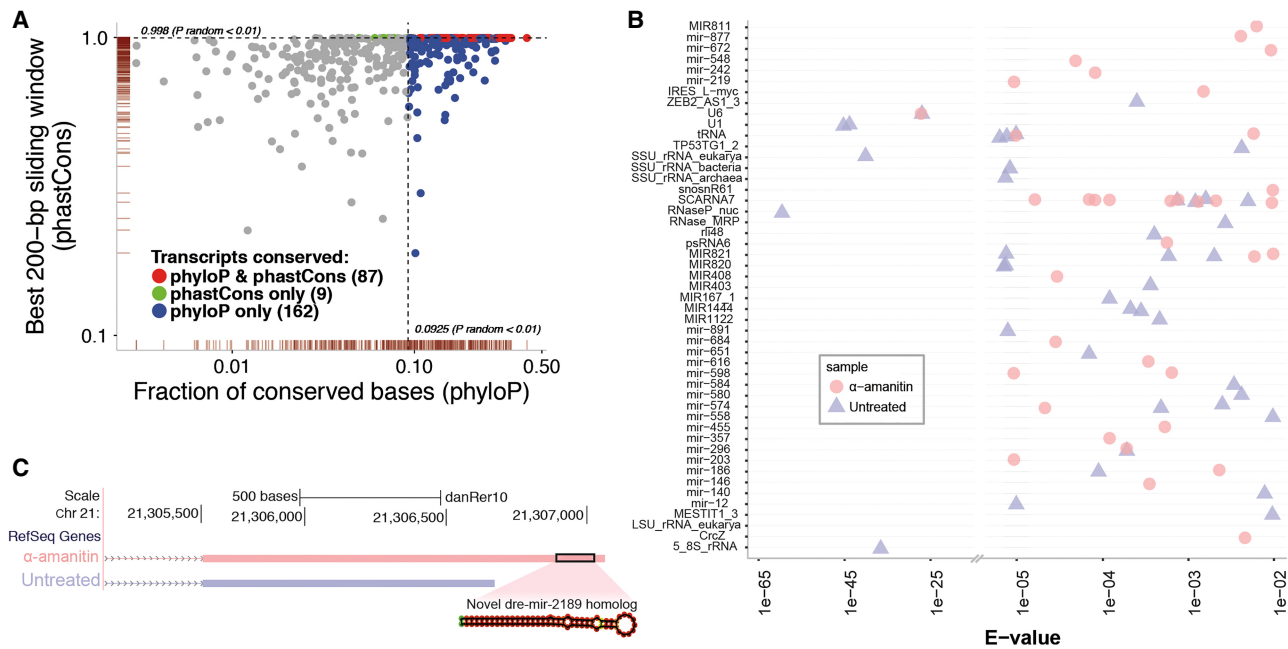 A
0.998 (P random < 0.01)
1.0
0.1
Best 200-bp sliding window
(phastCons)
Transcripts conserved:
phyloP & phastCons (87)
phastCons only (9)
phyloP only (162)
0.0925 (P random < 0.01)
0.01
0.10
0.50
Fraction of conserved bases (phyloP)
B
MIR811
mir-877
mir-672
mir-548
mir-242
mir-219
IRES_L-myc
ZEB2_AS1_3
U6
U1
tRNA
TP53TG1_2
SSU_rRNA_eukarya
SSU_rRNA_bacteria
SSU_rRNA_archaea
snosnR61
SCARNA7
RNaseP_nuc
RNase_MRP
rli48
psRNA6
MIR821
MIR820
MIR408
MIR403
MIR167_1
MIR1444
MIR1122
mir-891
mir-684
mir-651
mir-616
mir-598
mir-584
mir-580
mir-574
mir-558
mir-455
mir-357
mir-296
mir-203
mir-186
mir-146
mir-140
mir-12
MESTIT1_3
LSU_rRNA_eukarya
CrcZ
5_8S_rRNA
sample
α-amanitin
Untreated
1e-65
1e-45
1e-25
1e-05
1e-04
1e-03
1e-02
E-value
C
Scale
500 bases
danRer10
Chr 21:
21,305,500
21,306,000
21,306,500
21,307,000
RefSeq Genes
α-amanitin
Untreated
Novel dre-mir-2189 homolog